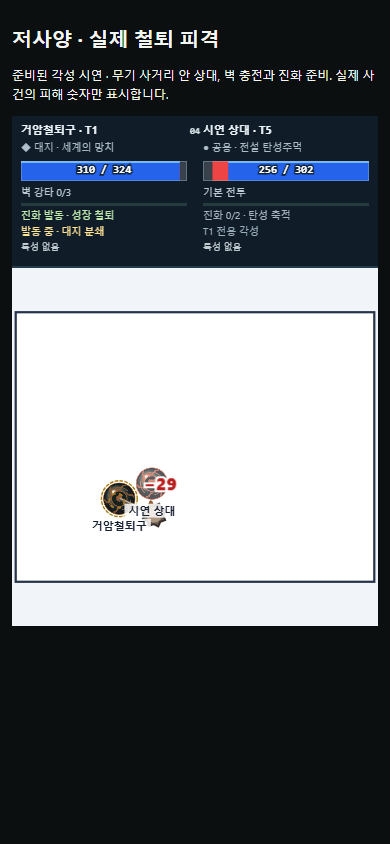 저사양 · 실제 철퇴 피격
준비된 각성 시연 · 무기 사거리 안 상대, 벽 충전과 진화 준비. 실제 사
건의 피해 숫자만 표시합니다.
거암철퇴구 · T1
◆ 대지 · 세계의 망치
310 / 324
벽 강타 0/3
진화 발동 · 성장 철퇴
발동 중 · 대지 분쇄
특성 없음
04
시연 상대 · T5
● 공용 · 전설 탄성주먹
256 / 302
기본 전투
진화 0/2 · 탄성 축적
T1 전용 각성
특성 없음
-29
시연 상대
거암철퇴구